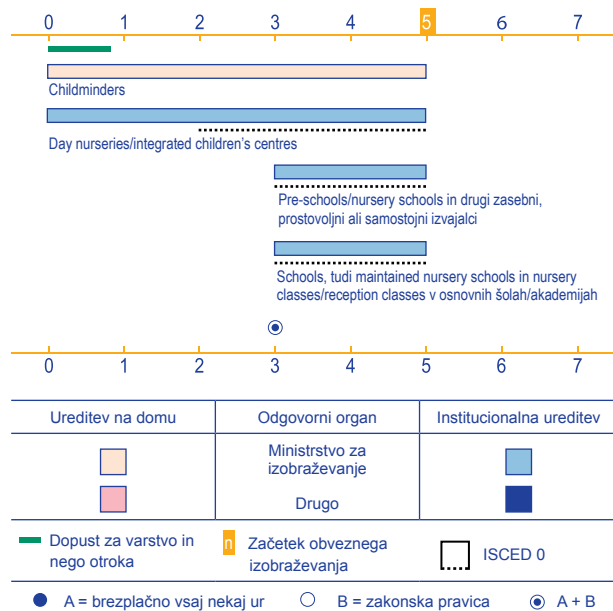 0 1 2 3 4 5 6 7
Childminders
Day nurseries/integrated children's centres
Pre-schools/nursery schools in drugi zasebni,
prostovoljni ali samostojni izvajalci
Schools, tudi maintained nursery schools in nursery
classes/reception classes v osnovnih šolah/akademijah
0 1 2 3 4 5 6 7
Ureditev na domu Odgovorni organ Institucionalna ureditev
Ministrstvo za
izobraževanje
Drugo
Dopust za varstvo in
nego otroka
n Začetek obveznega
izobraževanja
ISCED 0
A = brezplačno vsaj nekaj ur B = zakonska pravica A + B